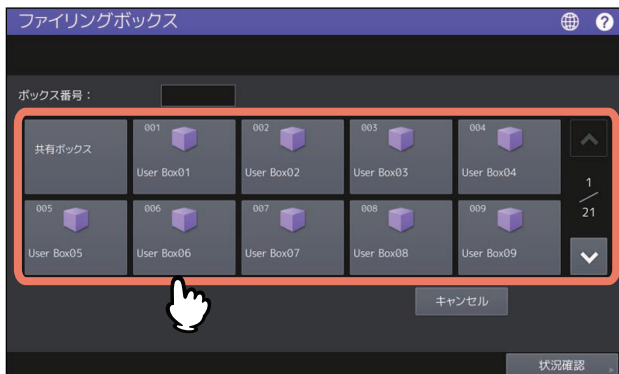 ファイリングボックス
?
ボックス番号：
共有ボックス
001
User Box01
002
User Box02
003
User Box03
004
User Box04
1
21
005
User Box05
006
User Box06
007
User Box07
008
User Box08
009
User Box09
キャンセル
状況確認